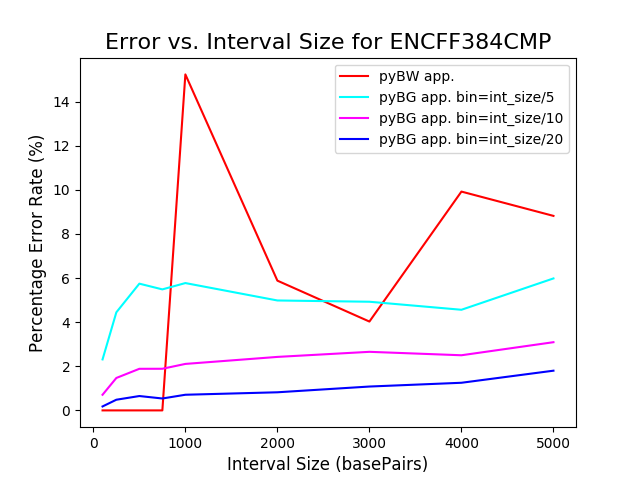 Error vs. Interval Size for ENCFF384CMP
pyBW app.
pyBG app. bin=int_size/5
pyBG app. bin=int_size/10
pyBG app. bin=int_size/20
Percentage Error Rate (%)
14
12
10
8
6
4
2
0
0 1000 2000 3000 4000 5000
Interval Size (basePairs)